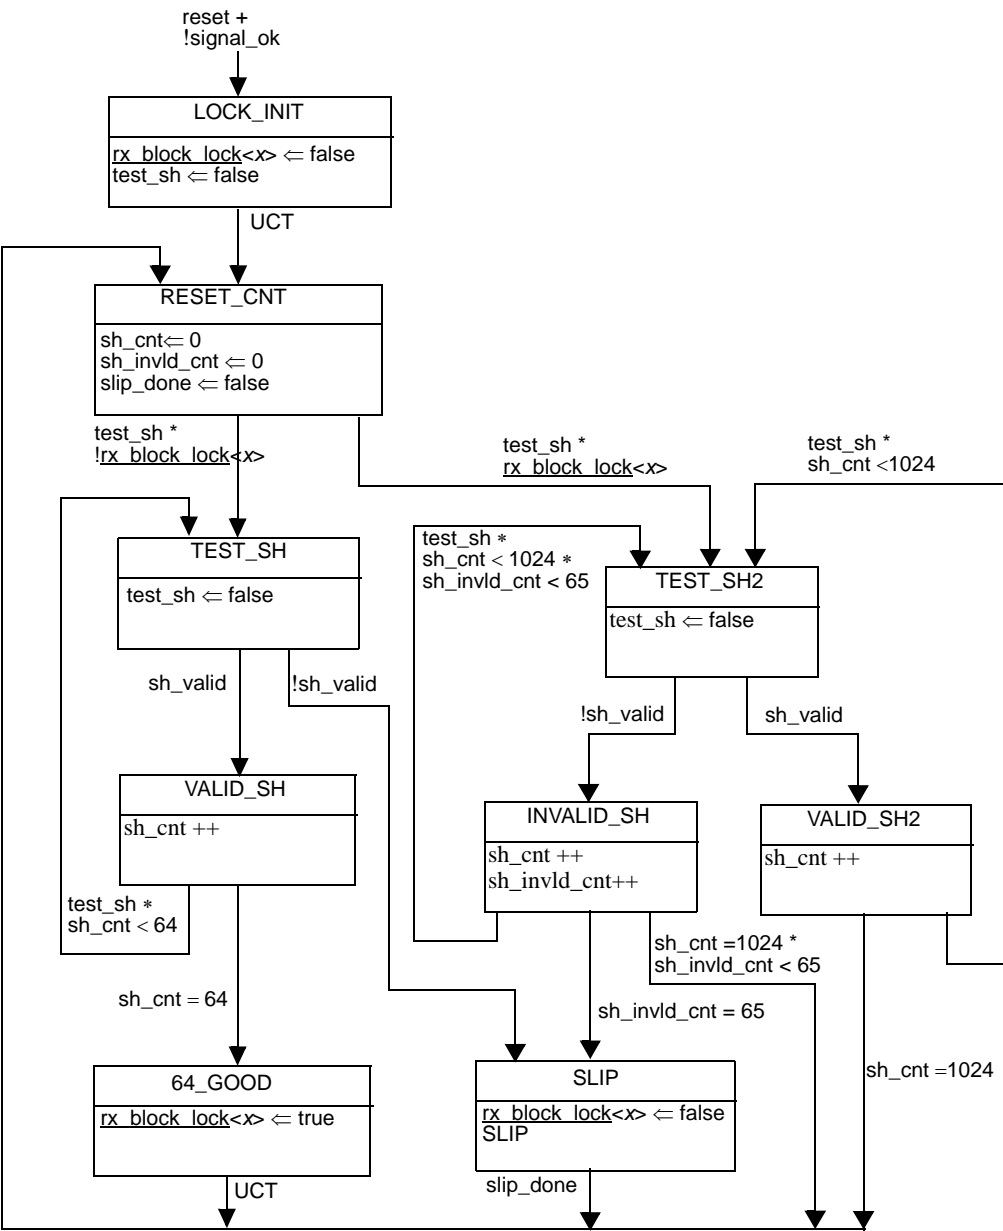 reset +
!signal_ok
LOCK_INIT
rx_block_lock<x> ⇐ false
test_sh ⇐ false
UCT
RESET_CNT
sh_cnt⇐ 0
sh_invld_cnt ⇐ 0
slip_done ⇐ false
test_sh *
!rx_block_lock<x>
test_sh *
rx_block_lock<x>
test_sh *
sh_cnt <1024
TEST_SH
test_sh ⇐ false
test_sh *
sh_cnt < 1024 *
sh_invld_cnt < 65
TEST_SH2
test_sh ⇐ false
sh_valid
!sh_valid
!sh_valid
sh_valid
VALID_SH
sh_cnt ++
INVALID_SH
sh_cnt ++
sh_invld_cnt++
VALID_SH2
sh_cnt ++
test_sh *
sh_cnt < 64
sh_cnt =1024 *
sh_invld_cnt < 65
sh_cnt = 64
sh_invld_cnt = 65
sh_cnt =1024
64_GOOD
rx_block_lock<x> ⇐ true
SLIP
rx_block_lock<x> ⇐ false
SLIP
UCT
slip_done